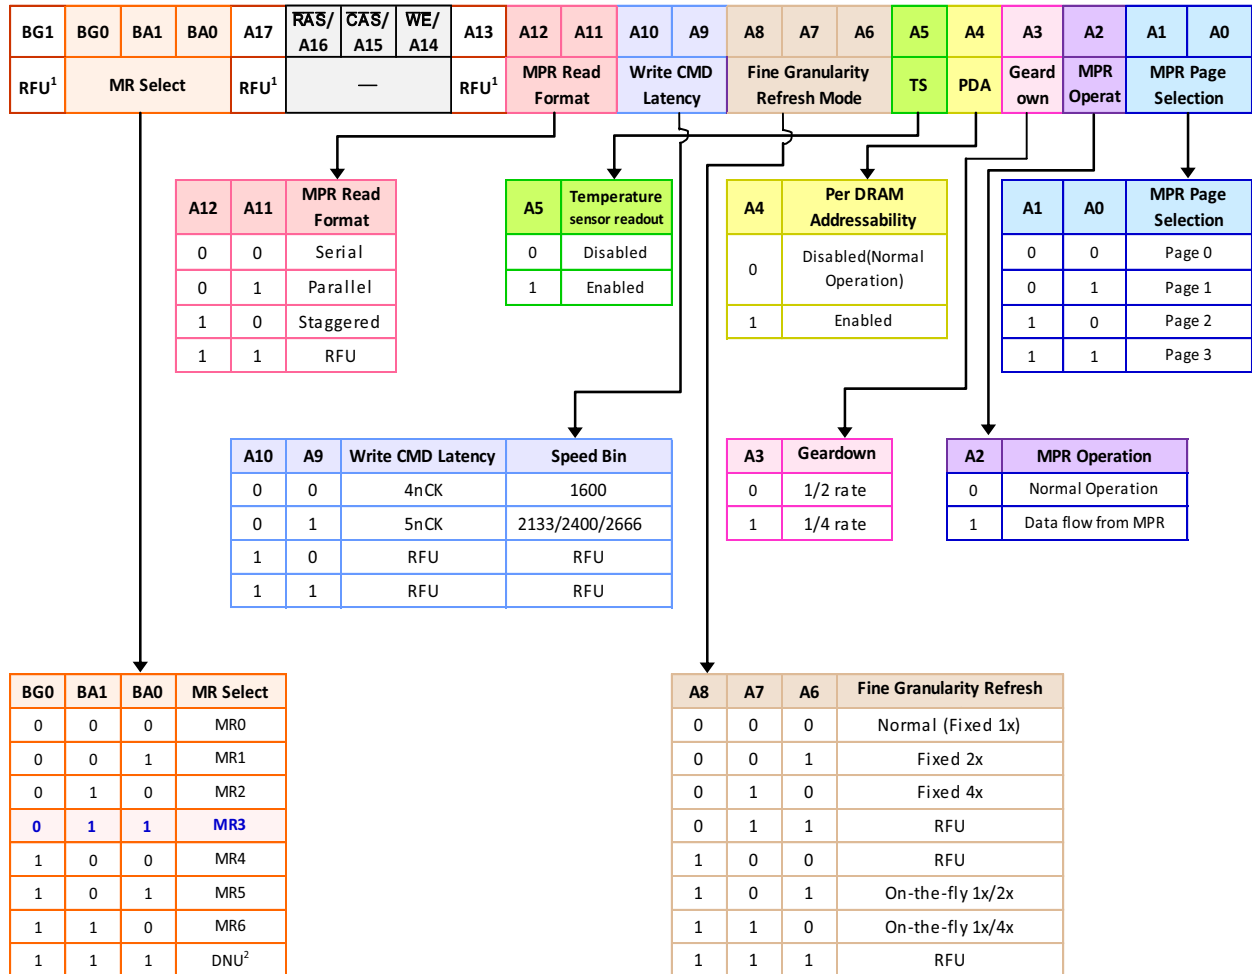 BG1 BG0 BA1 BA0 A17 RAS/ A16 CAS/ A15 WE/ A14 A13 A12 A11 A10 A9 A8 A7 A6 A5 A4 A3 A2 A1 A0
RFU1 MR Select RFU1 — RFU1 MPR Read Format Write CMD Latency Fine Granularity Refresh Mode TS PDA Geard own MPR Operat MPR Page Selection
A12 A11 MPR Read Format
0 0 Serial
0 1 Parallel
1 0 Staggered
1 1 RFU
A5 Temperature sensor readout
0 Disabled
1 Enabled
A4 Per DRAM Addressability
0 Disabled(Normal Operation)
1 Enabled
A1 A0 MPR Page Selection
0 0 Page 0
0 1 Page 1
1 0 Page 2
1 1 Page 3
A10 A9 Write CMD Latency Speed Bin
0 0 4nCK 1600
0 1 5nCK 2133/2400/2666
1 0 RFU RFU
1 1 RFU RFU
A3 Geardown
0 1/2 rate
1 1/4 rate
A2 MPR Operation
0 Normal Operation
1 Data flow from MPR
BG0 BA1 BA0 MR Select
0 0 0 MR0
0 0 1 MR1
0 1 0 MR2
0 1 1 MR3
1 0 0 MR4
1 0 1 MR5
1 1 0 MR6
1 1 1 DNU2
A8 A7 A6 Fine Granularity Refresh
0 0 0 Normal (Fixed 1x)
0 0 1 Fixed 2x
0 1 0 Fixed 4x
0 1 1 RFU
1 0 0 RFU
1 0 1 On-the-fly 1x/2x
1 1 0 On-the-fly 1x/4x
1 1 1 RFU